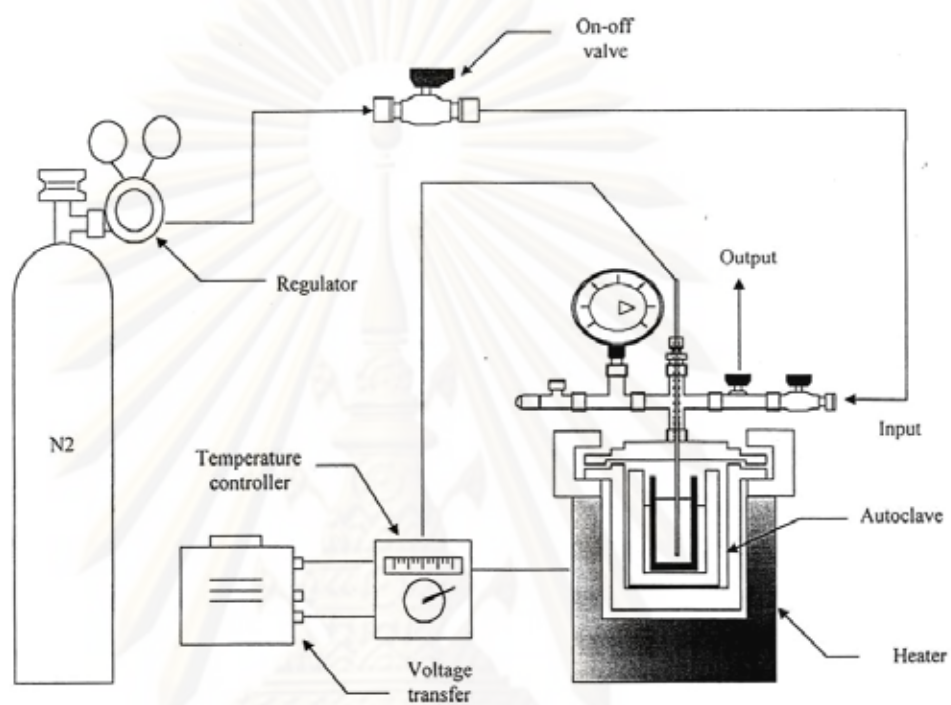 On-off
valve
Regulator
Output
N2
Input
Temperature
controller
Autoclave
Heater
Voltage
transfer